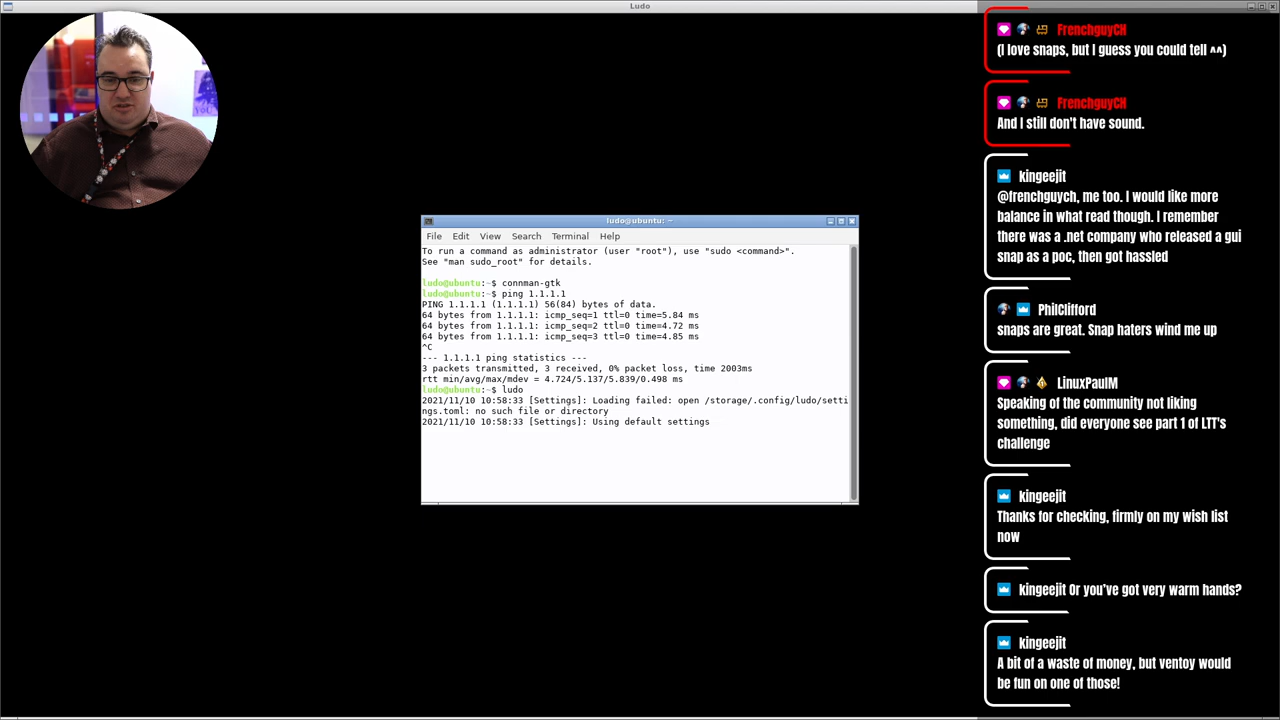 Ludo
ludo@ubuntu: ~
File Edit View Search Terminal Help
To run a command as administrator (user "root"), use "sudo <command>".
See "man sudo_root" for details.
ludo@ubuntu:~$ connman-gtk
ludo@ubuntu:~$ ping 1.1.1.1
PING 1.1.1.1 (1.1.1.1) 56(84) bytes of data.
64 bytes from 1.1.1.1: icmp_seq=1 ttl=0 time=5.84 ms
64 bytes from 1.1.1.1: icmp_seq=2 ttl=0 time=4.72 ms
64 bytes from 1.1.1.1: icmp_seq=3 ttl=0 time=4.85 ms
^C
--- 1.1.1.1 ping statistics ---
3 packets transmitted, 3 received, 0% packet loss, time 2003ms
rtt min/avg/max/mdev = 4.724/5.137/5.839/0.498 ms
ludo@ubuntu:~$ ludo
2021/11/10 10:58:33 [Settings]: Loading failed: open /storage/.config/ludo/setti
ngs.toml: no such file or directory
2021/11/10 10:58:33 [Settings]: Using default settings
FrenchguyCH
(I love snaps, but I guess you could tell ^^)
FrenchguyCH
And I still don't have sound.
kingeejit
@frenchguych, me too. I would like more
balance in what read though. I remember
there was a .net company who released a gui
snap as a poc, then got hassled
PhilClifford
snaps are great. Snap haters wind me up
LinuxPaulM
Speaking of the community not liking
something, did everyone see part 1 of LTT's
challenge
kingeejit
Thanks for checking, firmly on my wish list
now
kingeejit Or you've got very warm hands?
kingeejit
A bit of a waste of money, but ventoy would
be fun on one of those!